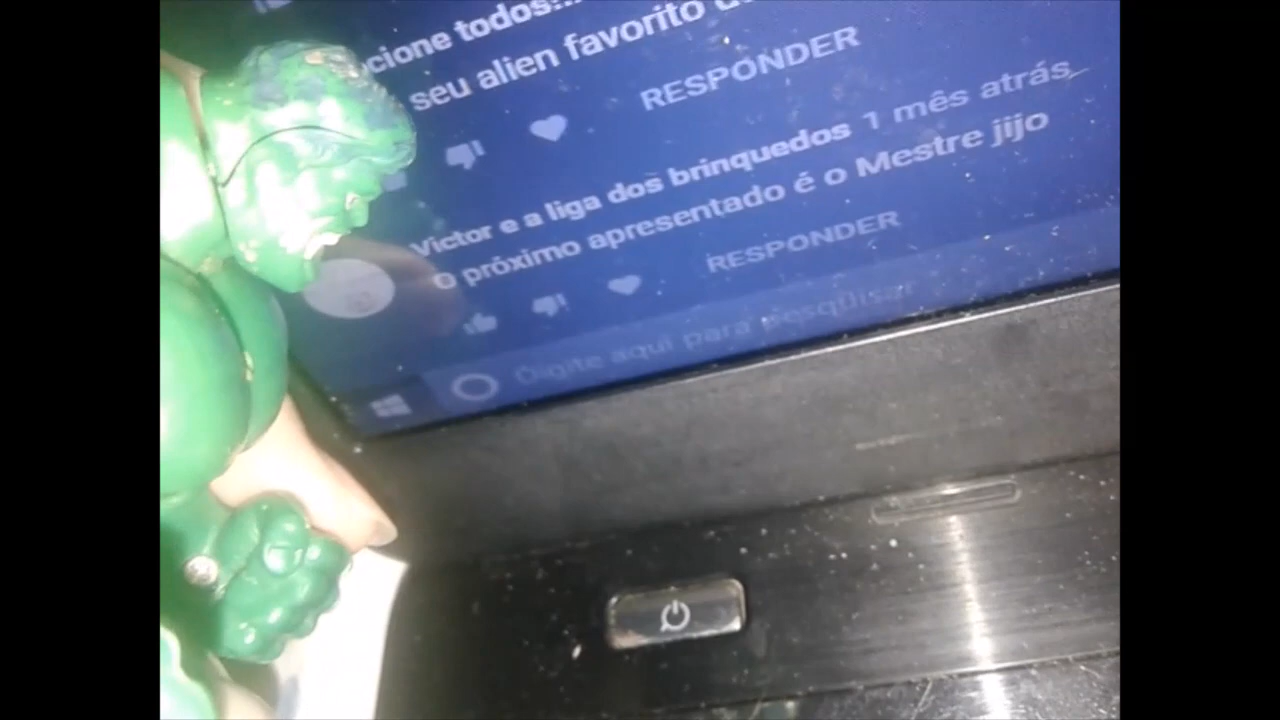 ocione todos!..
seu alien favorito d
RESPONDER
Victor e a liga dos brinquedos 1 mês atrás
o próximo apresentado é o Mestre jijo
RESPONDER
Digite aqui para pesquisar